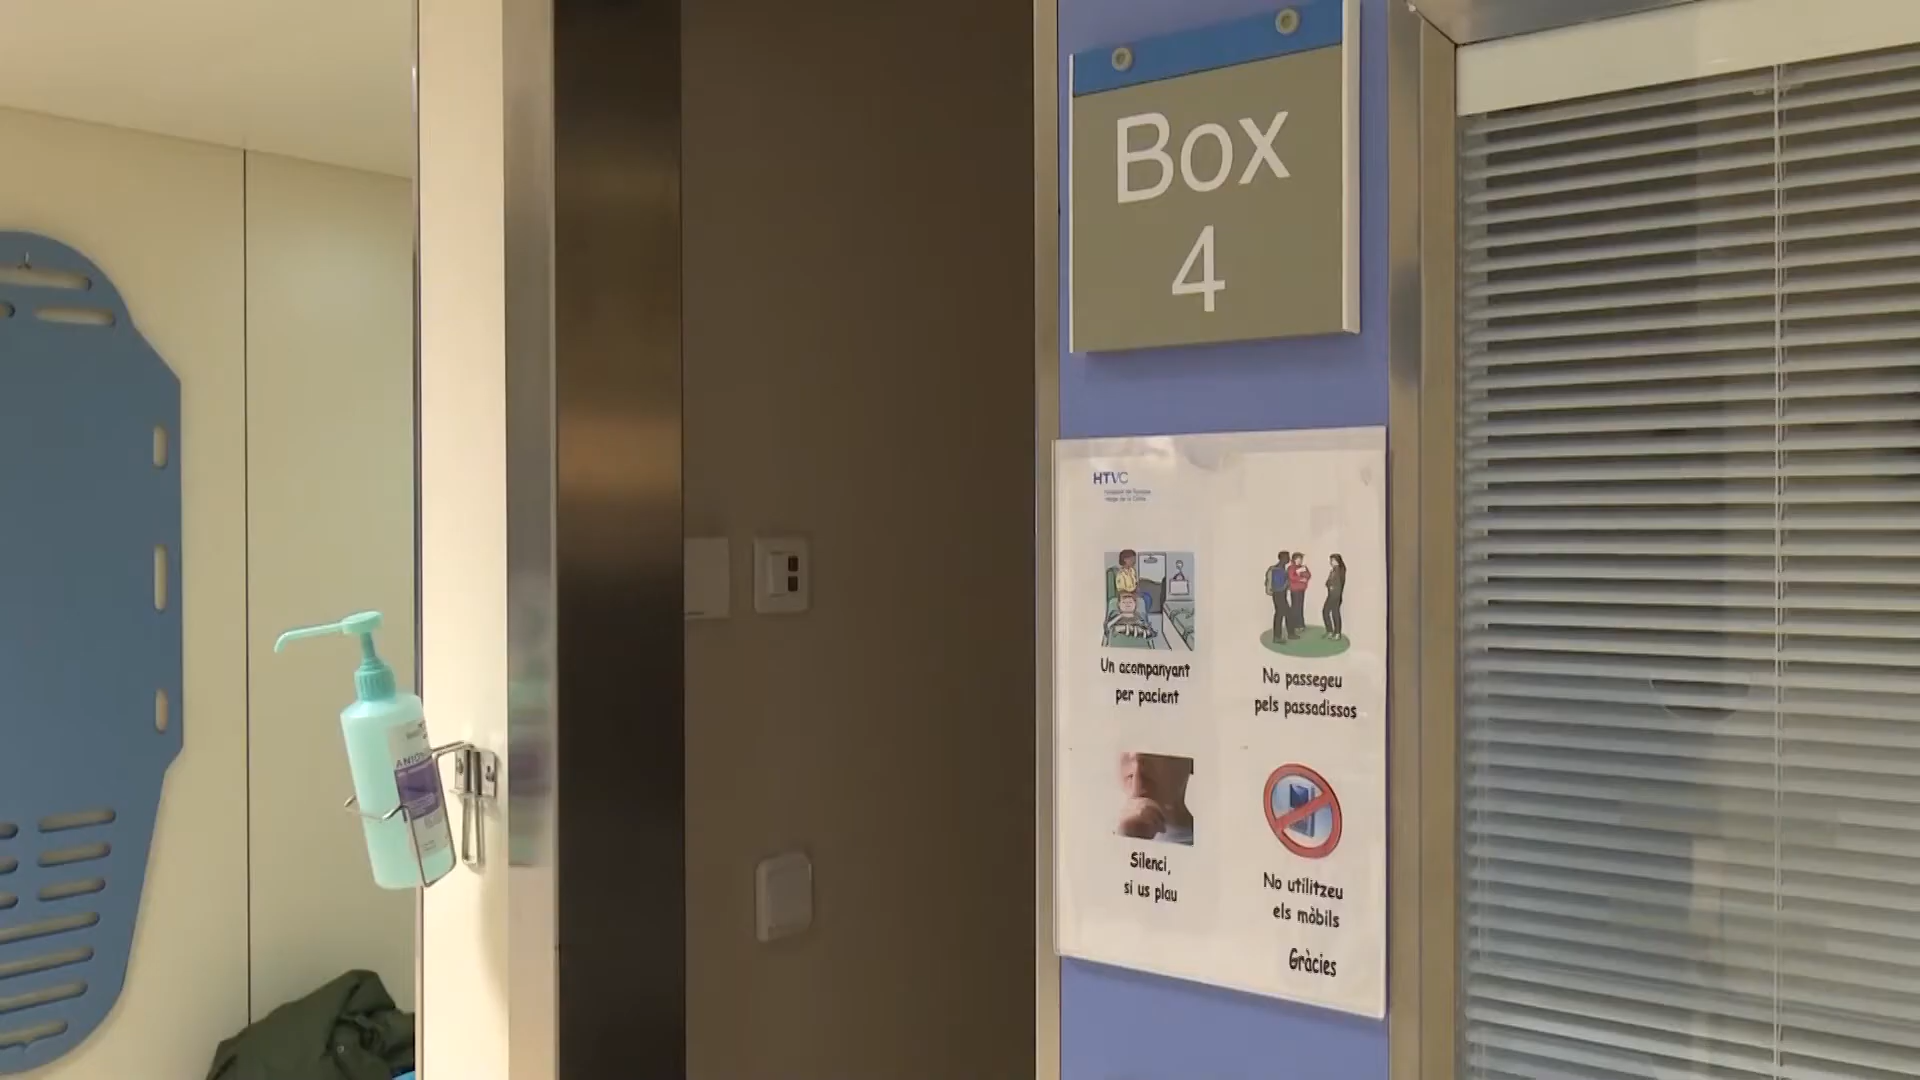 Box
4
HTVC
Un acompanyant
per pacient
No passegeu
pels passadissos
Silenci,
si us plau
No utilitzeu
els mòbils
Gràcies